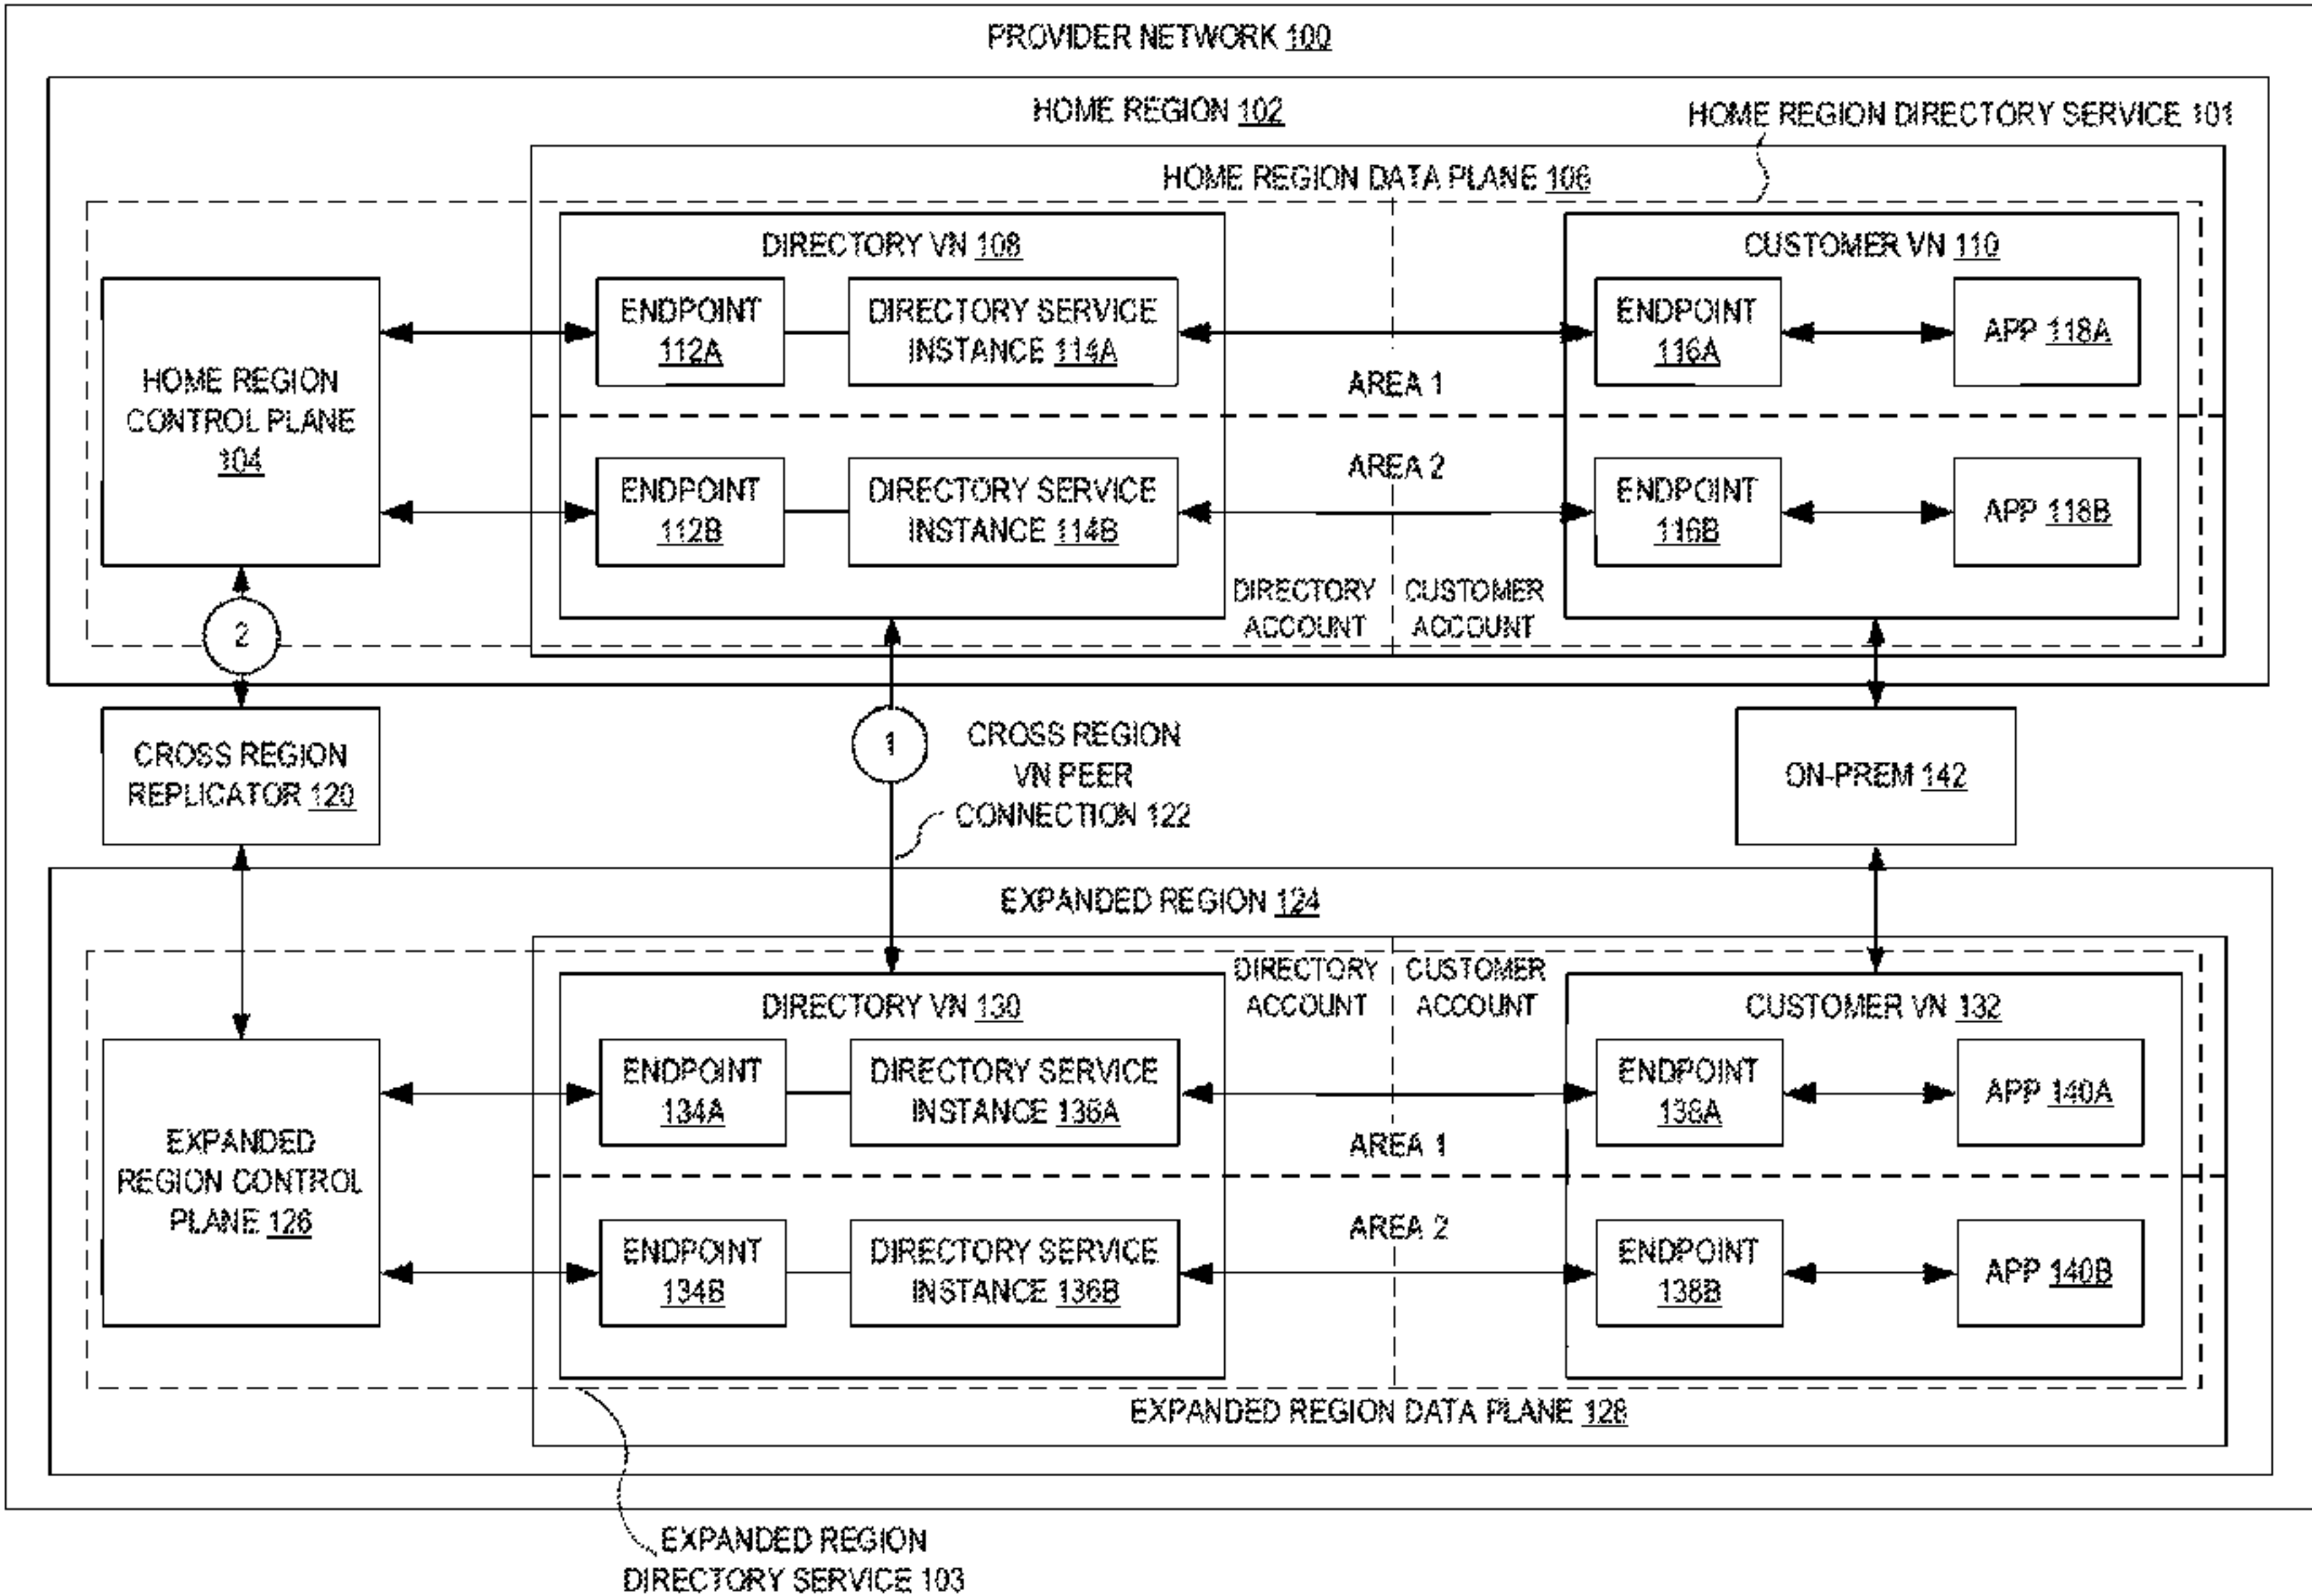 PROVIDER NETWORK 100
HOME REGION 102
HOME REGION DIRECTORY SERVICE 101
HOME REGION DATA PLANE 106
DIRECTORY VN 108
CUSTOMER VN 110
HOME REGION
CONTROL PLANE
104
ENDPOINT
112A
DIRECTORY SERVICE
INSTANCE 114A
ENDPOINT
116A
APP 118A
AREA 1
AREA 2
ENDPOINT
112B
DIRECTORY SERVICE
INSTANCE 114B
ENDPOINT
116B
APP 118B
DIRECTORY
ACCOUNT
CUSTOMER
ACCOUNT
2
CROSS REGION
REPLICATOR 120
1
CROSS REGION
VN PEER
CONNECTION 122
ON-PREM 142
EXPANDED REGION 124
DIRECTORY
ACCOUNT
CUSTOMER
ACCOUNT
DIRECTORY VN 130
CUSTOMER VN 132
EXPANDED
REGION CONTROL
PLANE 126
ENDPOINT
134A
DIRECTORY SERVICE
INSTANCE 136A
ENDPOINT
138A
APP 140A
AREA 1
AREA 2
ENDPOINT
134B
DIRECTORY SERVICE
INSTANCE 136B
ENDPOINT
138B
APP 140B
EXPANDED REGION DATA PLANE 128
EXPANDED REGION
DIRECTORY SERVICE 103